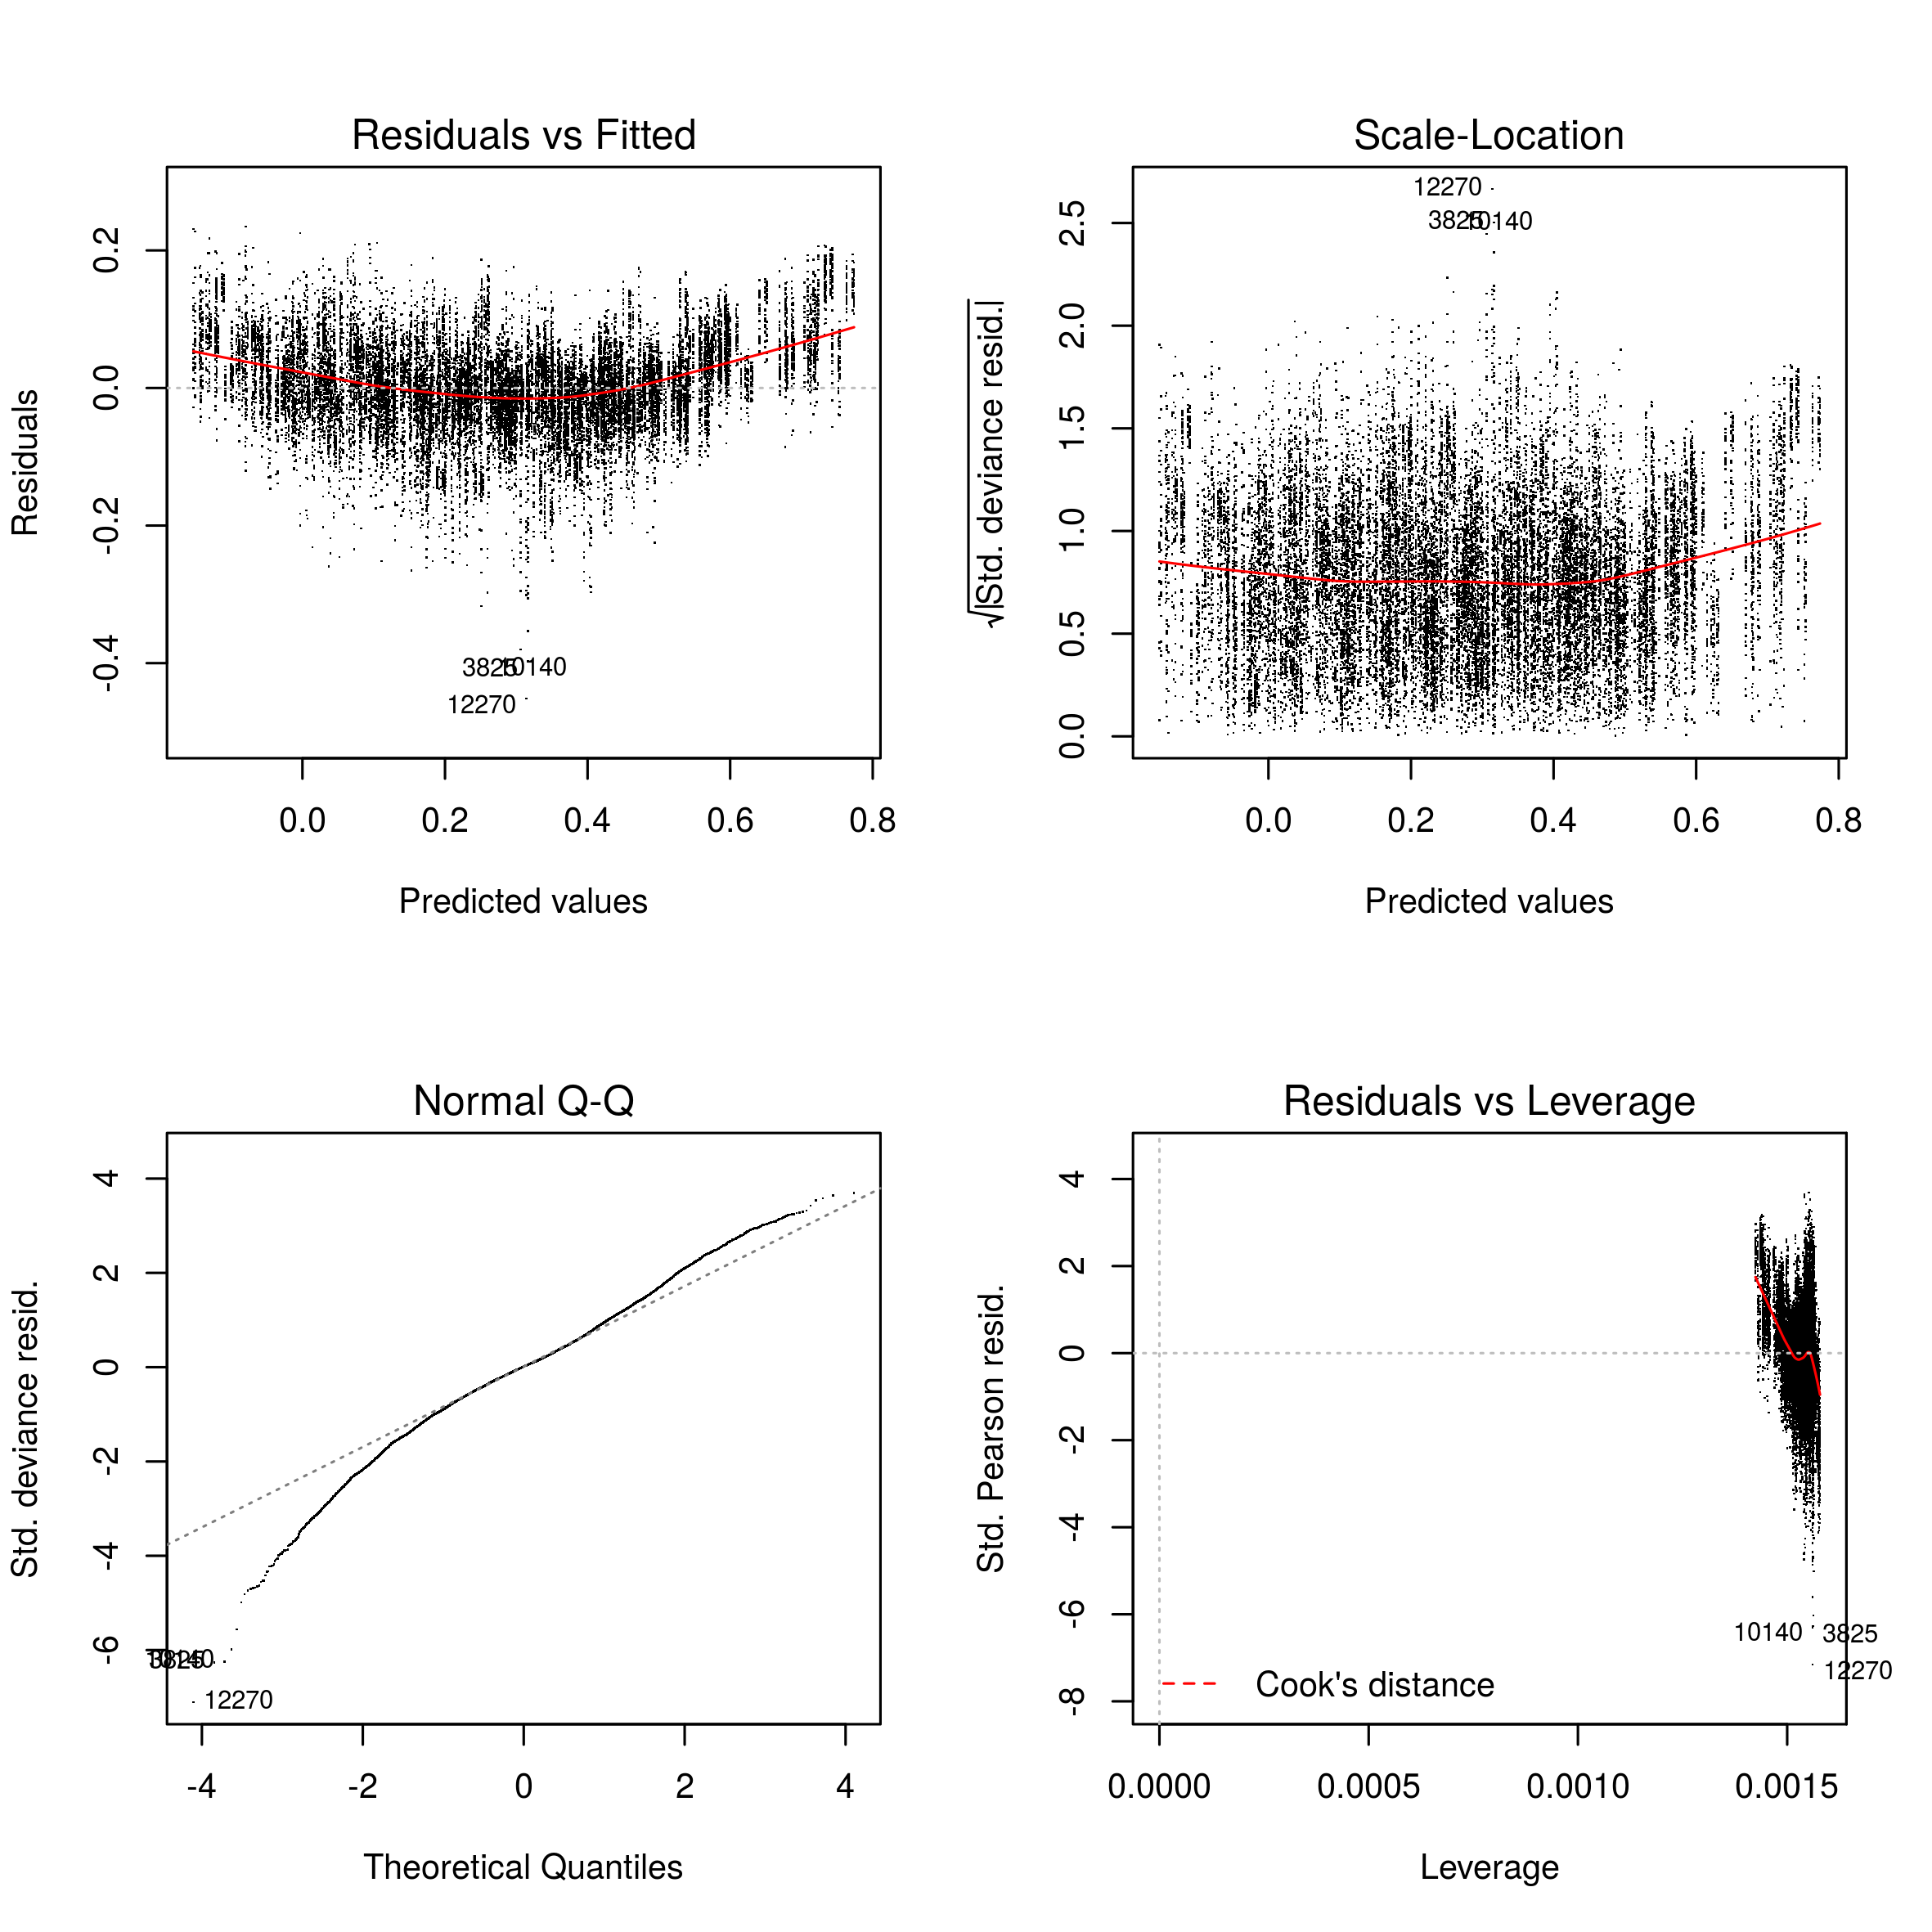 Residuals vs Fitted
Residuals
0.2
0.0
-0.2
-0.4
3825
10140
12270
0.0 0.2 0.4 0.6 0.8
Predicted values
Scale-Location
√|Std. deviance resid.|
2.5
2.0
1.5
1.0
0.5
0.0
12270
3825
10140
0.0 0.2 0.4 0.6 0.8
Predicted values
Normal Q-Q
Std. deviance resid.
4
2
0
-2
-4
-6
10140
3825
12270
-4 -2 0 2 4
Theoretical Quantiles
Residuals vs Leverage
Std. Pearson resid.
4
2
0
-2
-4
-6
-8
10140 3825
12270
Cook's distance
0.0000 0.0005 0.0010 0.0015
Leverage